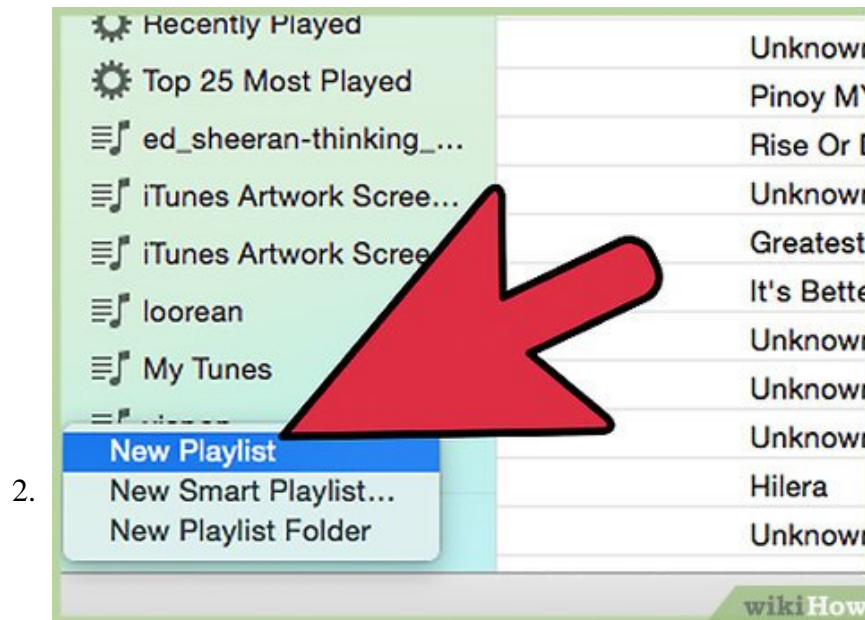 Recently Played
Top 25 Most Played
ed_sheeran-thinking_...
iTunes Artwork Scree...
iTunes Artwork Scree
loorean
My Tunes
New Playlist
2.
New Smart Playlist...
New Playlist Folder
Unknown
Pinoy MY
Rise Or
Unknown
Greatest
It's Bette
Unknown
Unknown
Unknown
Hilera
Unknown
wikiHow